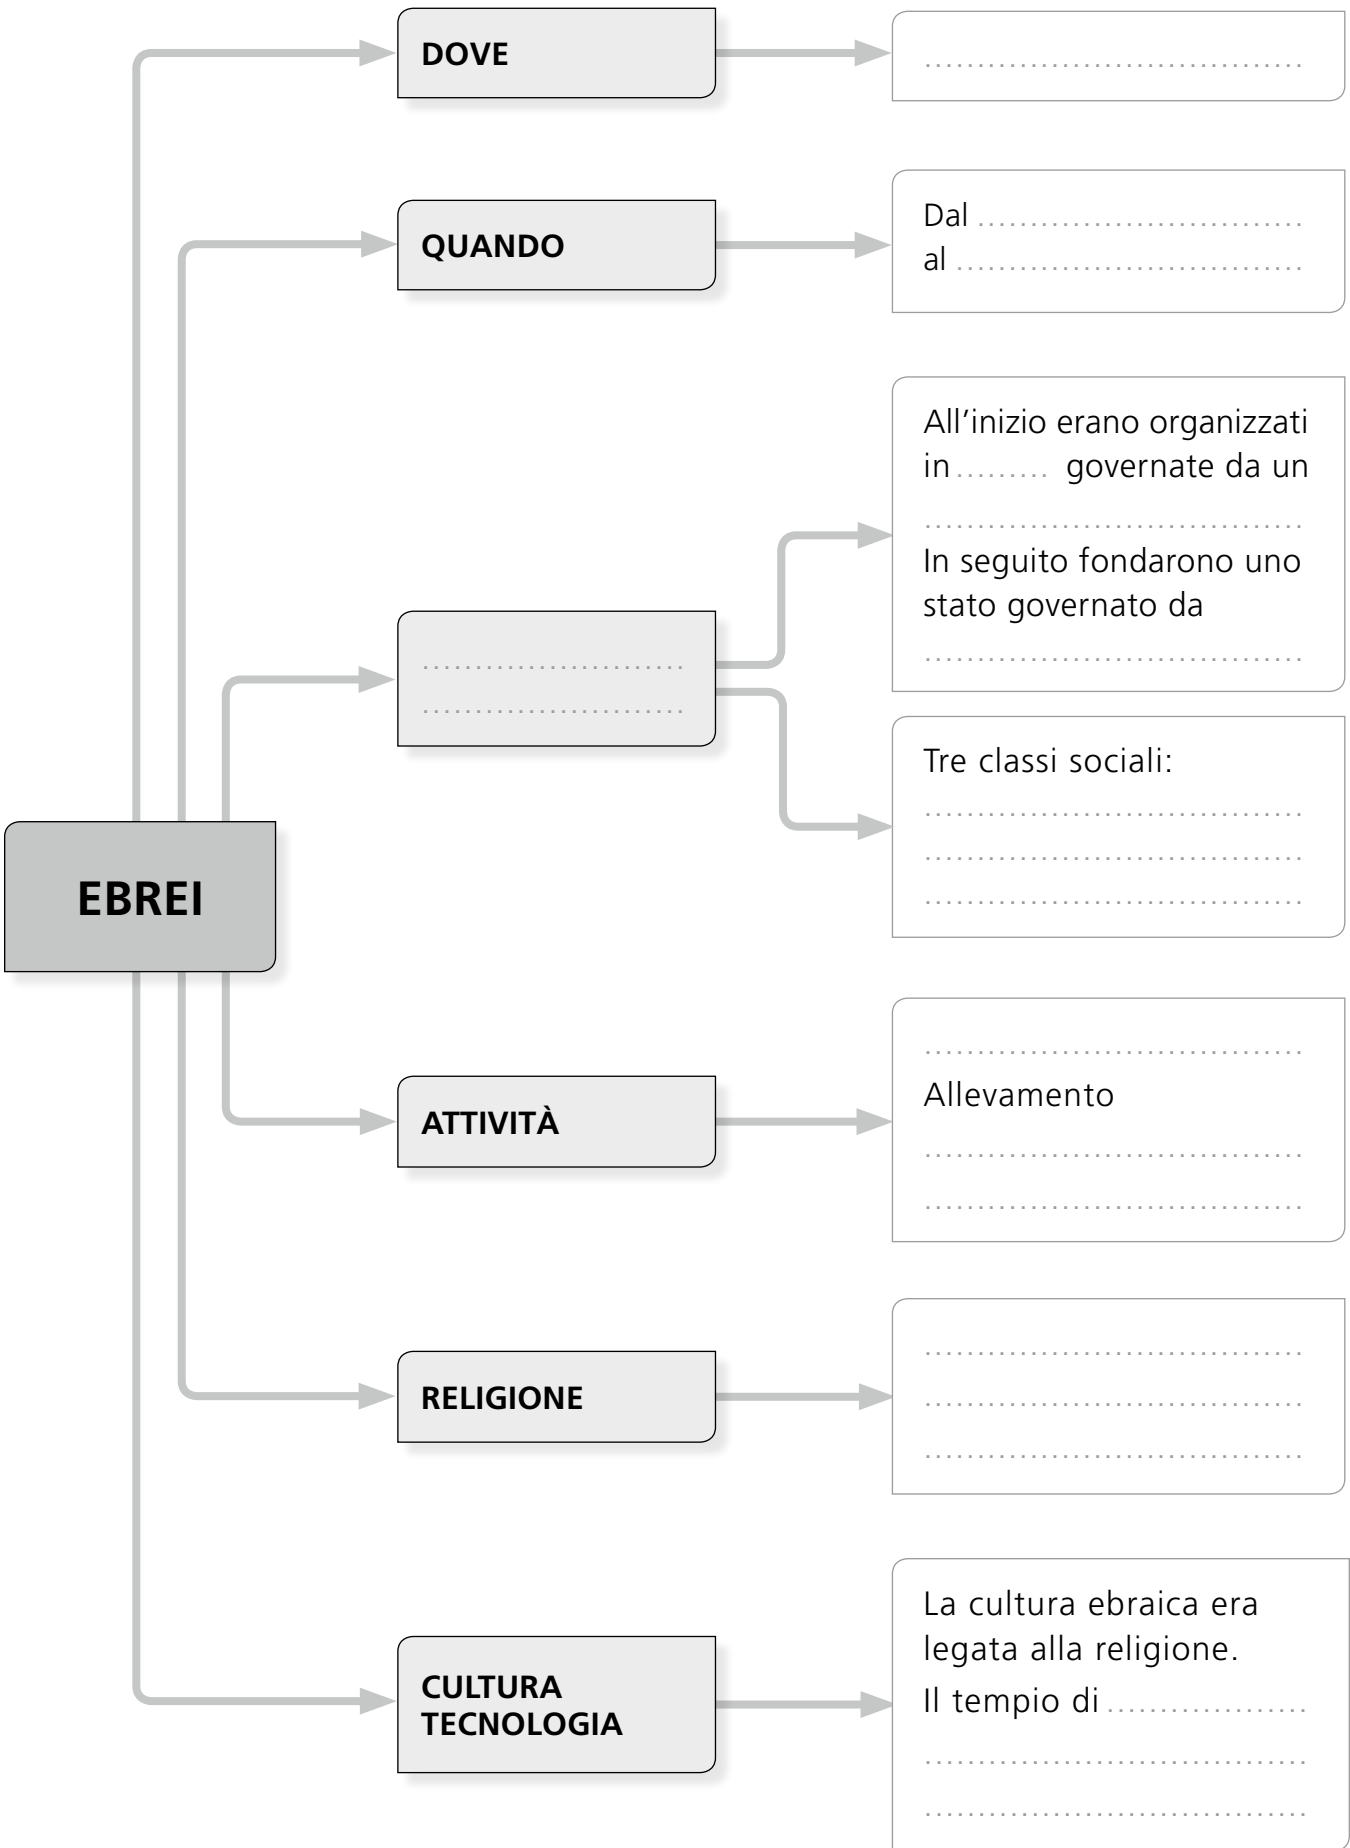 DOVE
..................................
QUANDO
Dal ..............................
al ................................
All’inizio erano organizzati
in ......... governate da un
..................................
In seguito fondarono uno
stato governato da
..................................
........................
........................
Tre classi sociali:
..................................
..................................
..................................
EBREI
ATTIVITÀ
..................................
Allevamento
..................................
..................................
RELIGIONE
..................................
..................................
..................................
CULTURA
TECNOLOGIA
La cultura ebraica era
legata alla religione.
Il tempio di ..................
..................................
..................................